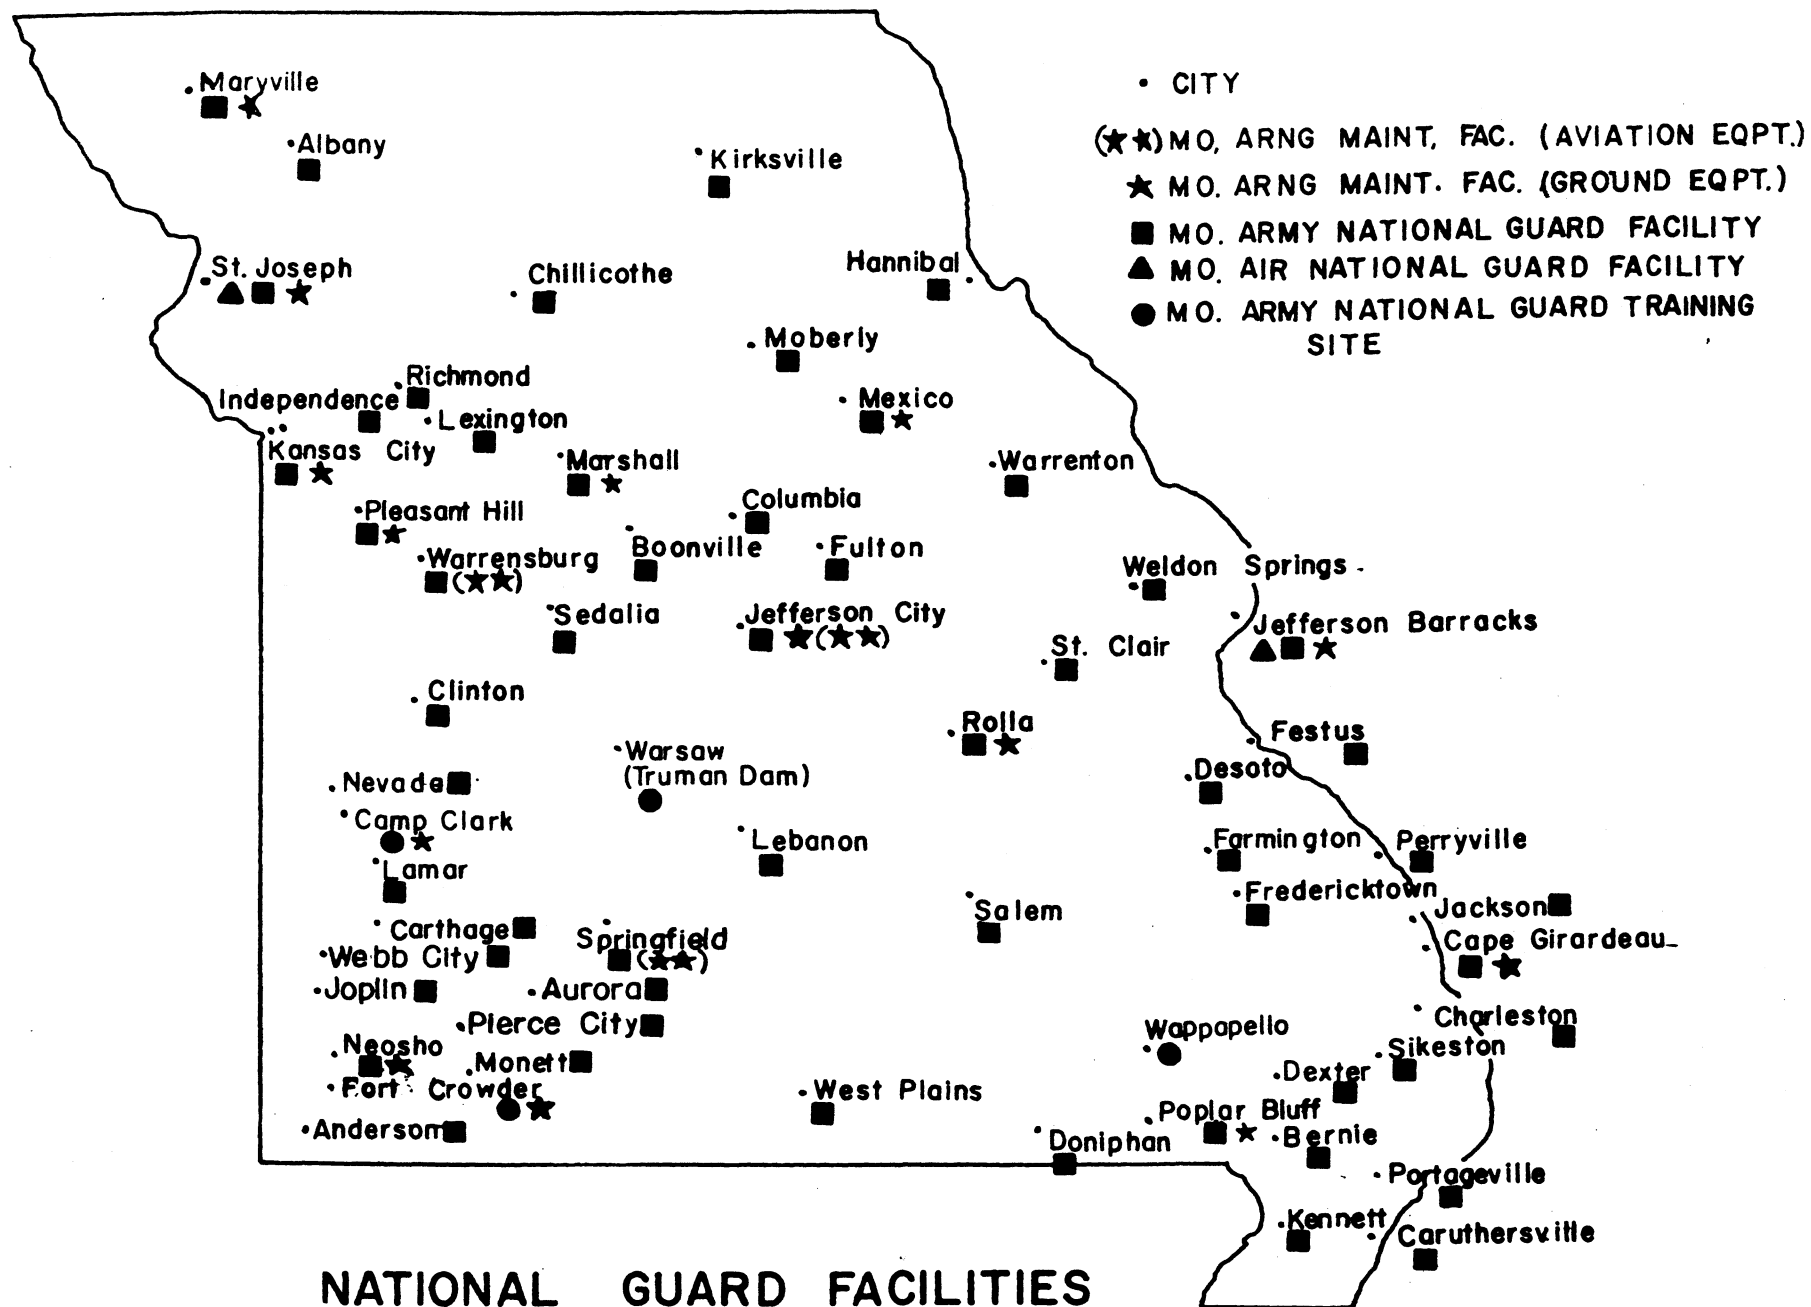 Maryville
Albany
Kirksville
St. Joseph
Chillicothe
Hannibal
Moberly
Richmond
Independence
Lexington
Mexico
Kansas City
Marshall
Warrenton
Columbia
Pleasant Hill
Boonville
Fulton
Warrensburg
(★★)
Weldon Springs
Sedalia
Jefferson City
(★★)
Jefferson Barracks
St. Clair
Clinton
Rolla
Festus
Warsaw
(Truman Dam)
Desoto
Nevada
Camp Clark
Lebanon
Farmington
Perryville
Lamar
Fredericktown
Salem
Jackson
Carthage
Springfield
(★★)
Cape Girardeau
Webb City
Joplin
Aurora
Charleston
Pierce City
Wappapello
Neosho
Monett
Sikeston
Dexter
Fort Crowder
West Plains
Poplar Bluff
Anderson
Doniphan
Bernie
Portageville
Kennett
Caruthersville
• CITY
(★★) MO, ARNG MAINT, FAC. (AVIATION EQPT.)
★ MO. ARNG MAINT. FAC. (GROUND EQPT.)
■ MO. ARMY NATIONAL GUARD FACILITY
▲ MO. AIR NATIONAL GUARD FACILITY
● MO. ARMY NATIONAL GUARD TRAINING
SITE
NATIONAL GUARD FACILITIES